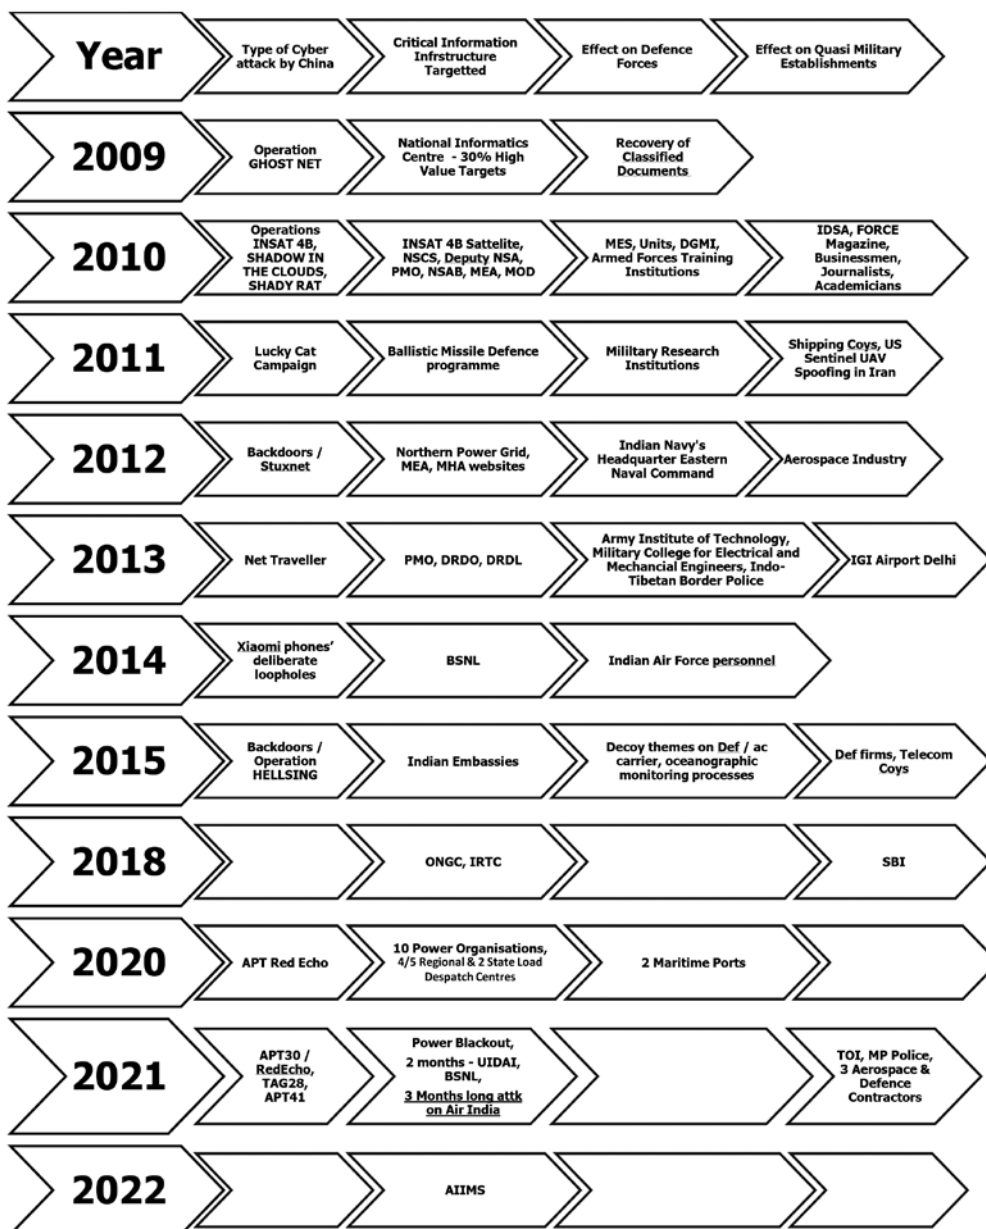 Year
Type of Cyber
attack by China
Critical Information
Infrstructure
Targetted
Effect on Defence
Forces
Effect on Quasi Military
Establishments
2009
Operation
GHOST NET
National Informatics
Centre - 30% High
Value Targets
Recovery of
Classified
Documents
2010
Operations
INSAT 4B,
SHADOW IN
THE CLOUDS,
SHADY RAT
INSAT 4B Sattelite,
NSCS, Deputy NSA,
PMO, NSAB, MEA, MOD
MES, Units, DGMI,
Armed Forces Training
Institutions
IDSA, FORCE
Magazine,
Businessmen,
Journalists,
Academicians
2011
Lucky Cat
Campaign
Ballistic Missile Defence
programme
Mililtary Research
Institutions
Shipping Coys, US
Sentinel UAV
Spoofing in Iran
2012
Backdoors /
Stuxnet
Northern Power Grid,
MEA, MHA websites
Indian Navy's
Headquarter Eastern
Naval Command
Aerospace Industry
2013
Net Traveller
PMO, DRDO, DRDL
Army Institute of Technology,
Military College for Electrical and
Mechancial Engineers, Indo-
Tibetan Border Police
IGI Airport Delhi
2014
Xiaomi phones’
deliberate
loopholes
BSNL
Indian Air Force personnel
2015
Backdoors /
Operation
HELLSING
Indian Embassies
Decoy themes on Def / ac
carrier, oceanographic
monitoring processes
Def firms, Telecom
Coys
2018
ONGC, IRTC
SBI
2020
APT Red Echo
10 Power Organisations,
4/5 Regional & 2 State Load
Despatch Centres
2 Maritime Ports
2021
APT30 /
RedEcho,
TAG28,
APT41
Power Blackout,
2 months - UIDAI,
BSNL,
3 Months long attk
on Air India
TOI, MP Police,
3 Aerospace &
Defence
Contractors
2022
AIIMS